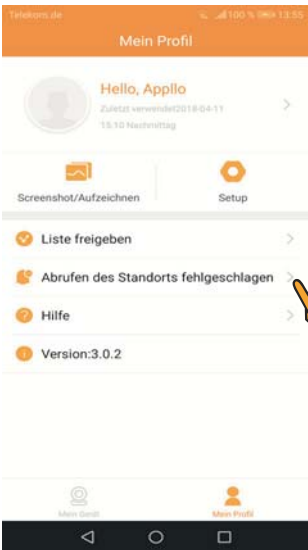 Telekom.de 100 % 13:55
Mein Profil
Hello, Appllo
Zuletzt verwendet2018-04-11
15:10 Nachmittag
Screenshot/Aufzeichnen Setup
Liste freigeben
Abrufen des Standorts fehlgeschlagen
Hilfe
Version:3.0.2
Mein Gerät Mein Profil